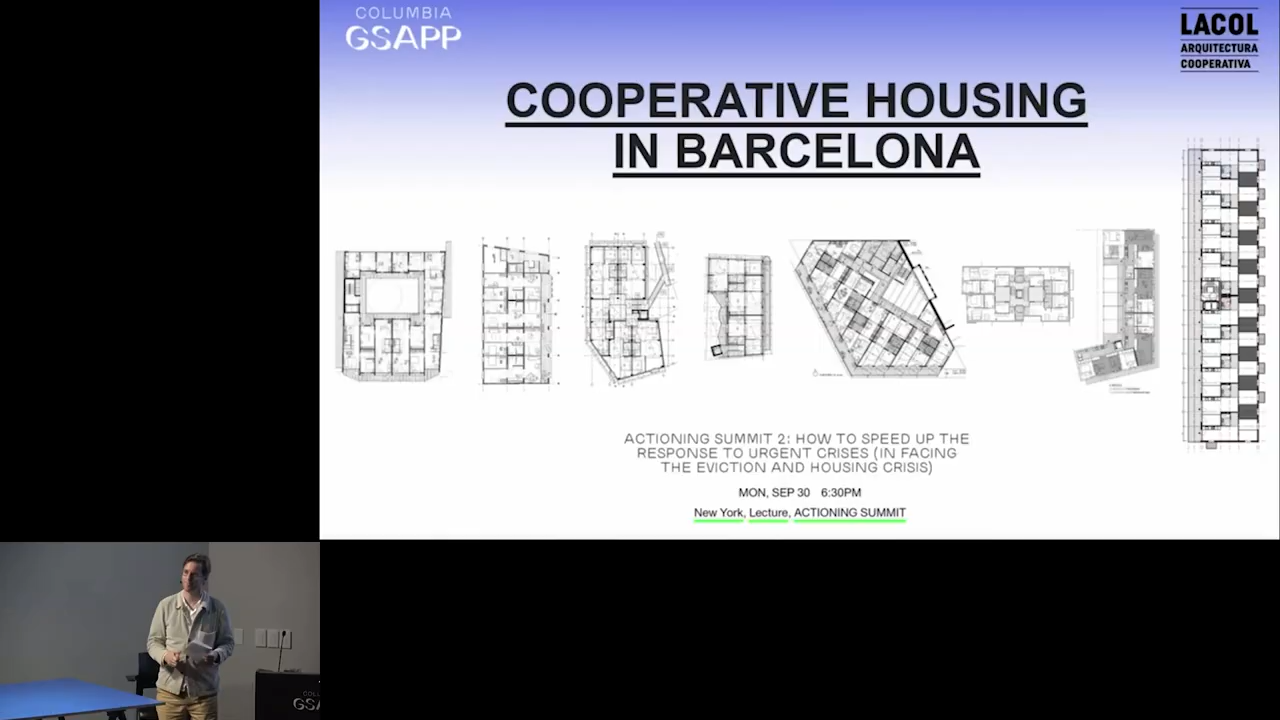 COLUMBIA
GSAPP
LACOL
ARQUITECTURA
COOPERATIVA
COOPERATIVE HOUSING
IN BARCELONA
ACTIONING SUMMIT 2: HOW TO SPEED UP THE
RESPONSE TO URGENT CRISES (IN FACING
THE EVICTION AND HOUSING CRISIS)
MON, SEP 30 6:30PM
New York, Lecture, ACTIONING SUMMIT